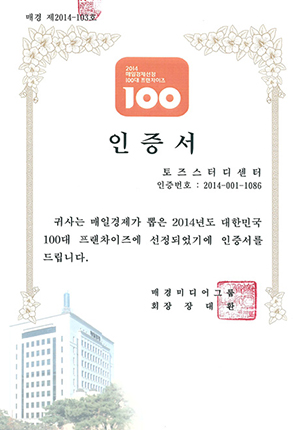 매경 제2014-103호
2014
매일경제선정
100대 프랜차이즈
100
인증서
토즈스터디센터
인증번호 : 2014-001-1086
귀사는 매일경제가 뽑은 2014년도 대한민국
100대 프랜차이즈에 선정되었기에 인증서를
드립니다.
매경미디어그룹
회장 장대환